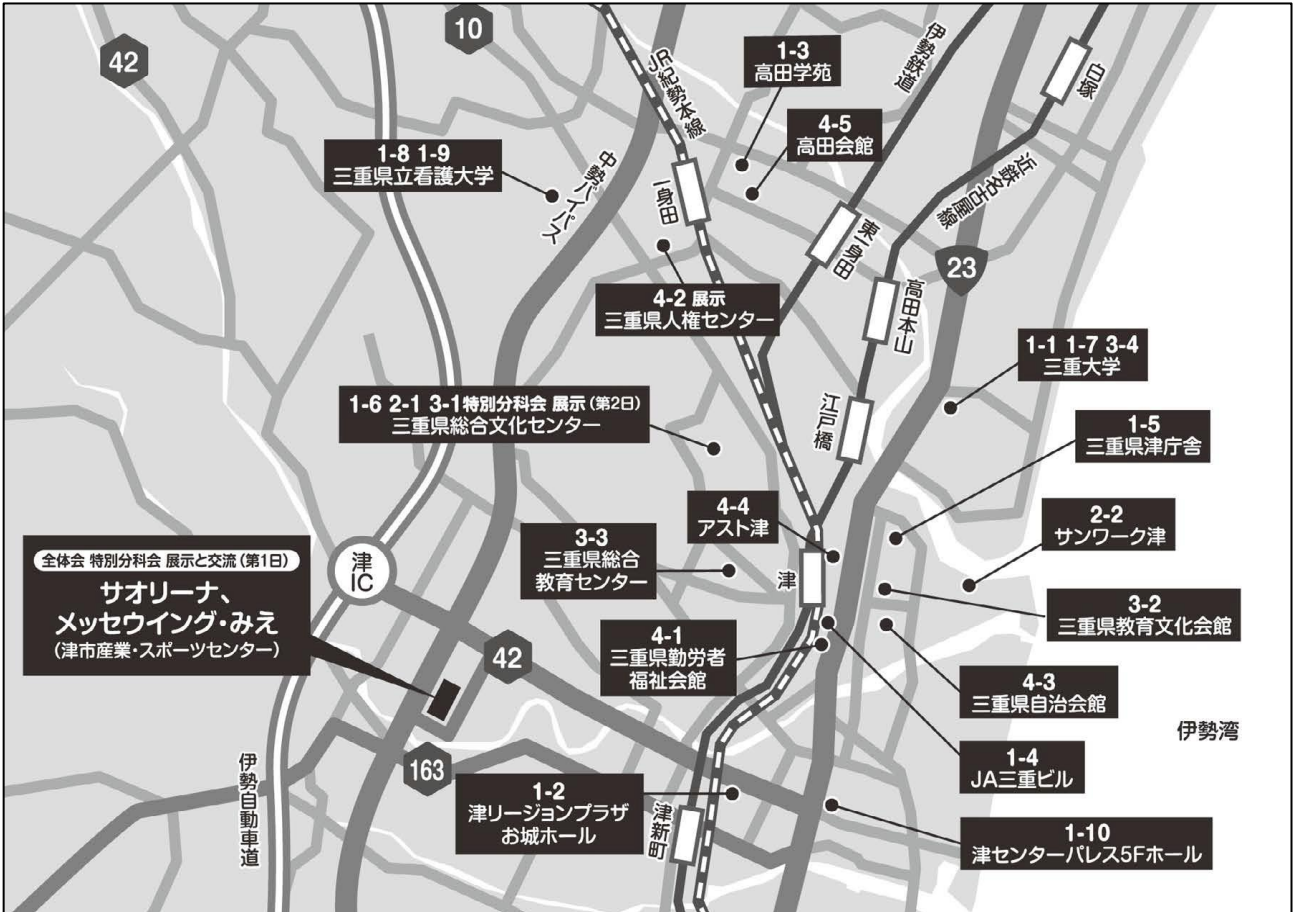 42
10
JR紀勢本線
1-3
高田学苑
伊勢鉄道
白塚
4-5
高田会館
1-8 1-9
三重県立看護大学
中勢バイパス
一身田
近鉄名古屋線
東一身田
23
4-2 展示
三重県人権センター
高田本山
1-1 1-7 3-4
三重大学
1-6 2-1 3-1特別分科会 展示(第2日)
三重県総合文化センター
江戸橋
1-5
三重県津庁舎
4-4
アスト津
2-2
サンワーク津
3-3
三重県総合
教育センター
津
IC
津
全体会 特別分科会 展示と交流(第1日)
サオリーナ、
メッセウイング・みえ
(津市産業・スポーツセンター)
3-2
三重県教育文化会館
4-1
三重県勤労者
福祉会館
42
4-3
三重県自治会館
伊勢湾
163
伊勢自動車道
1-4
JA三重ビル
1-2
津リージョンプラザ
お城ホール
津新町
1-10
津センターパレス5Fホール